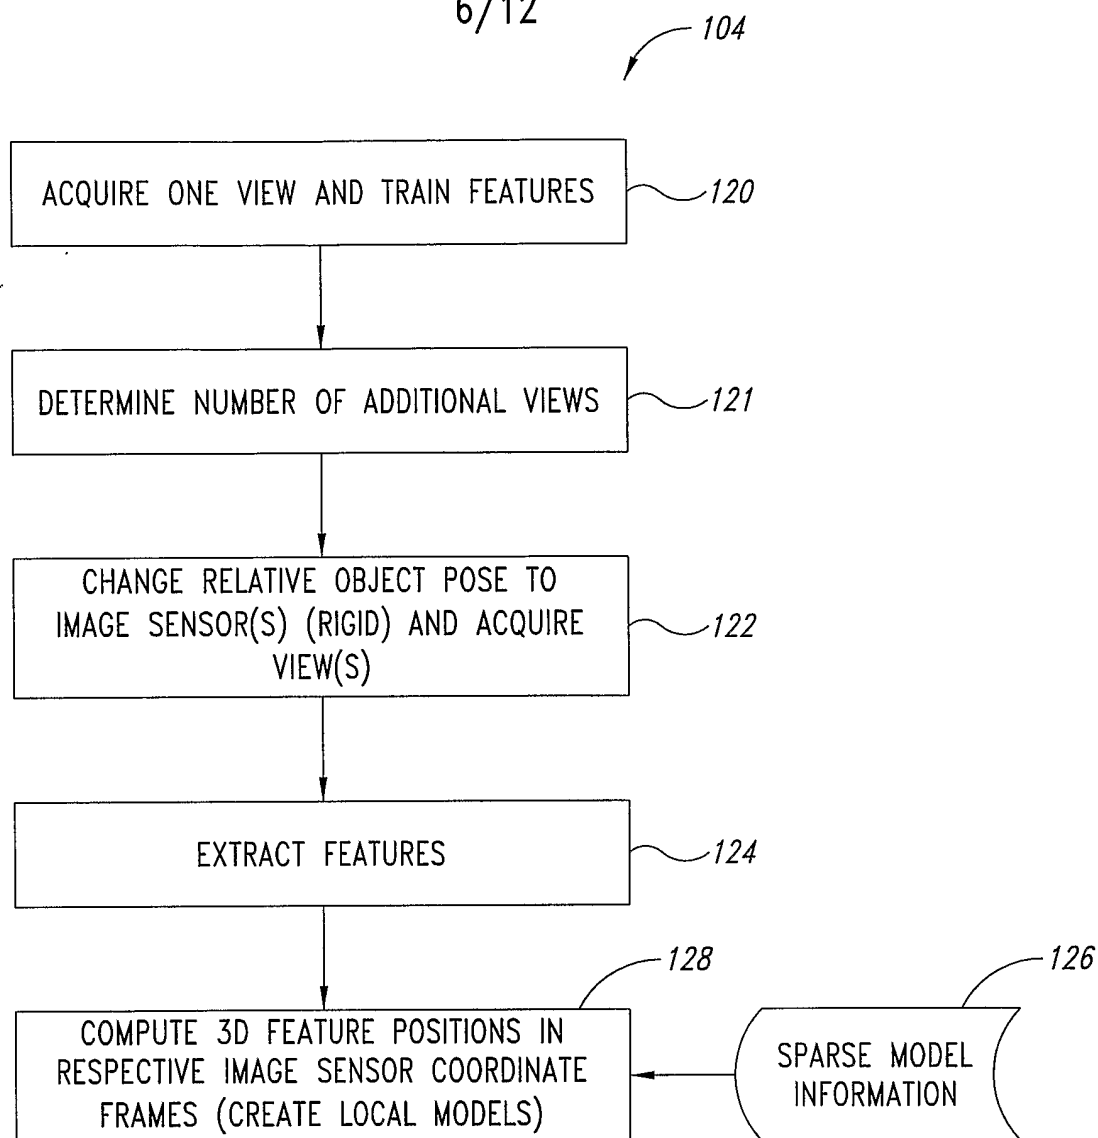 6/12
104
ACQUIRE ONE VIEW AND TRAIN FEATURES
120
DETERMINE NUMBER OF ADDITIONAL VIEWS
121
CHANGE RELATIVE OBJECT POSE TO
IMAGE SENSOR(S) (RIGID) AND ACQUIRE
VIEW(S)
122
EXTRACT FEATURES
124
128
126
COMPUTE 3D FEATURE POSITIONS IN
RESPECTIVE IMAGE SENSOR COORDINATE
FRAMES (CREATE LOCAL MODELS)
SPARSE MODEL
INFORMATION